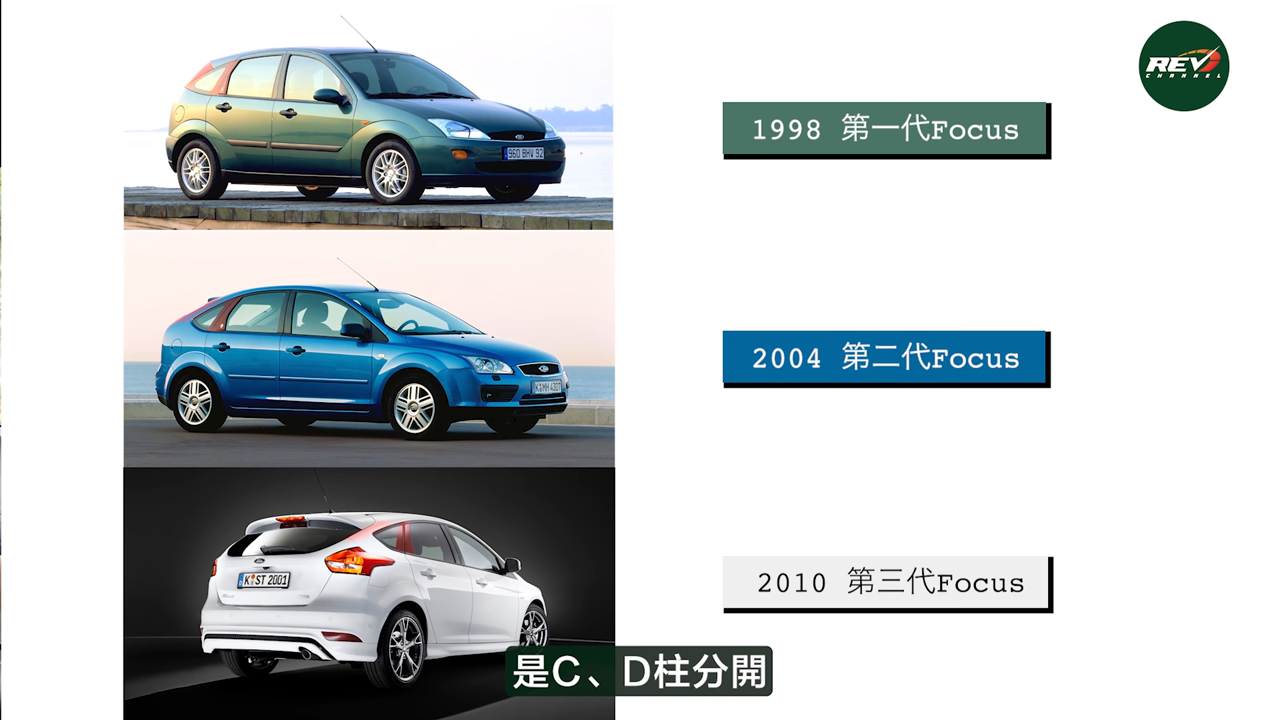 REV
CHANNEL
1998 第一代Focus
960 BHV 92
2004 第二代Focus
K·MH 4307
2010 第三代Focus
K·ST 2001
是C、D柱分開